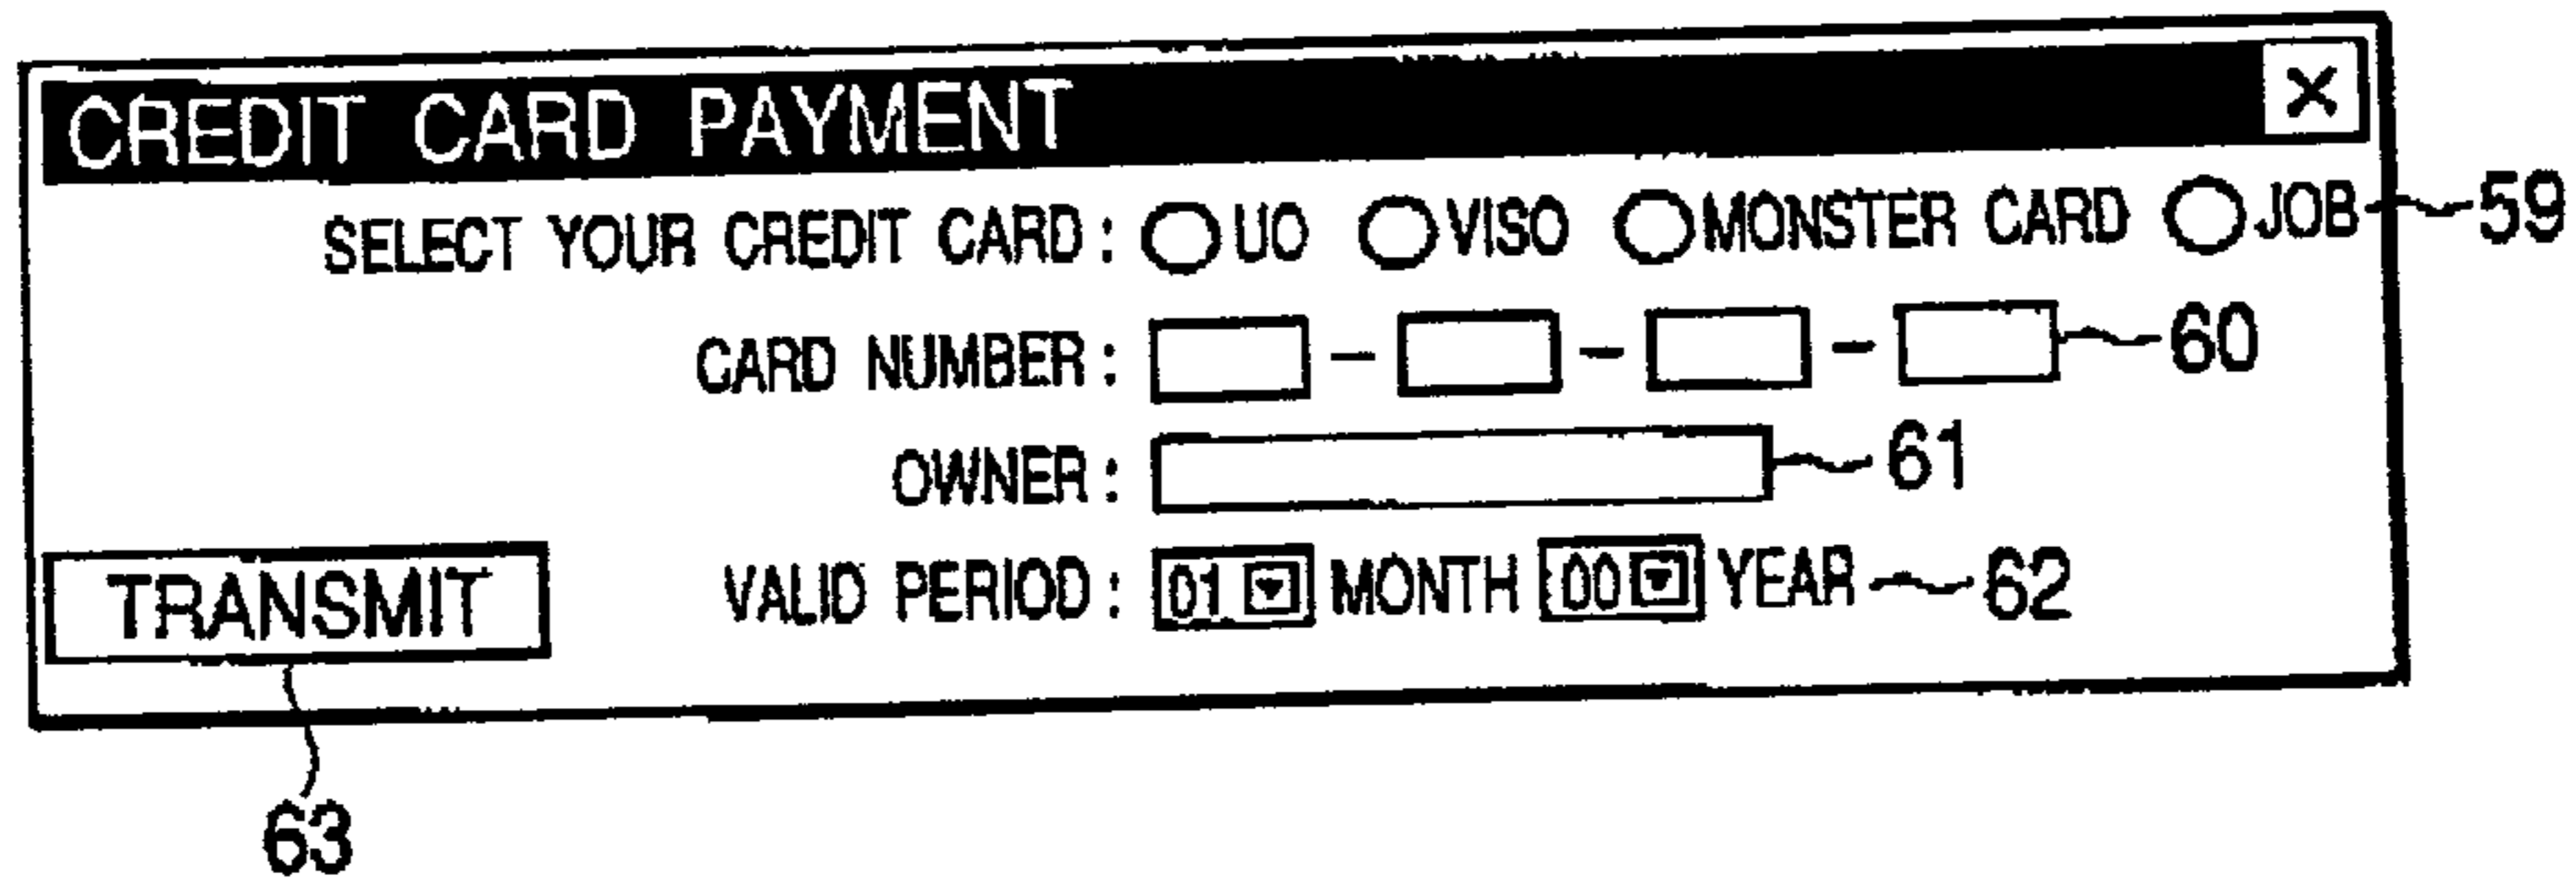 CREDIT CARD PAYMENT X
SELECT YOUR CREDIT CARD: UO VISO MONSTER CARD JOB 59
CARD NUMBER: - - - 60
OWNER: 61
TRANSMIT VALID PERIOD: 01 MONTH 00 YEAR 62
63